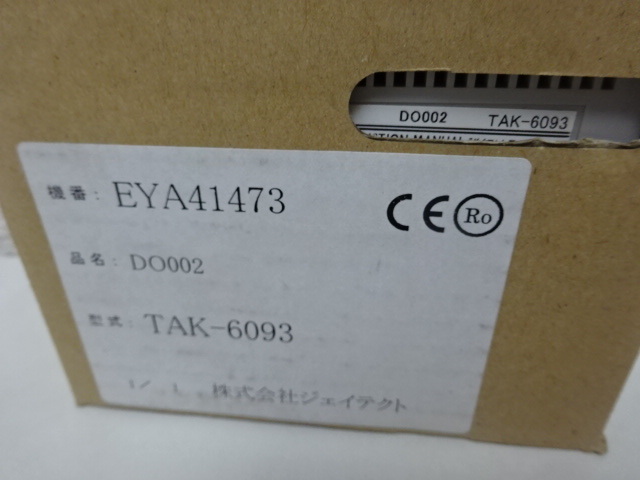 DO002 TAK-6093
機番: EYA41473
CE Ro
品名: DO002
型式: TAK-6093
株式会社ジェイテクト